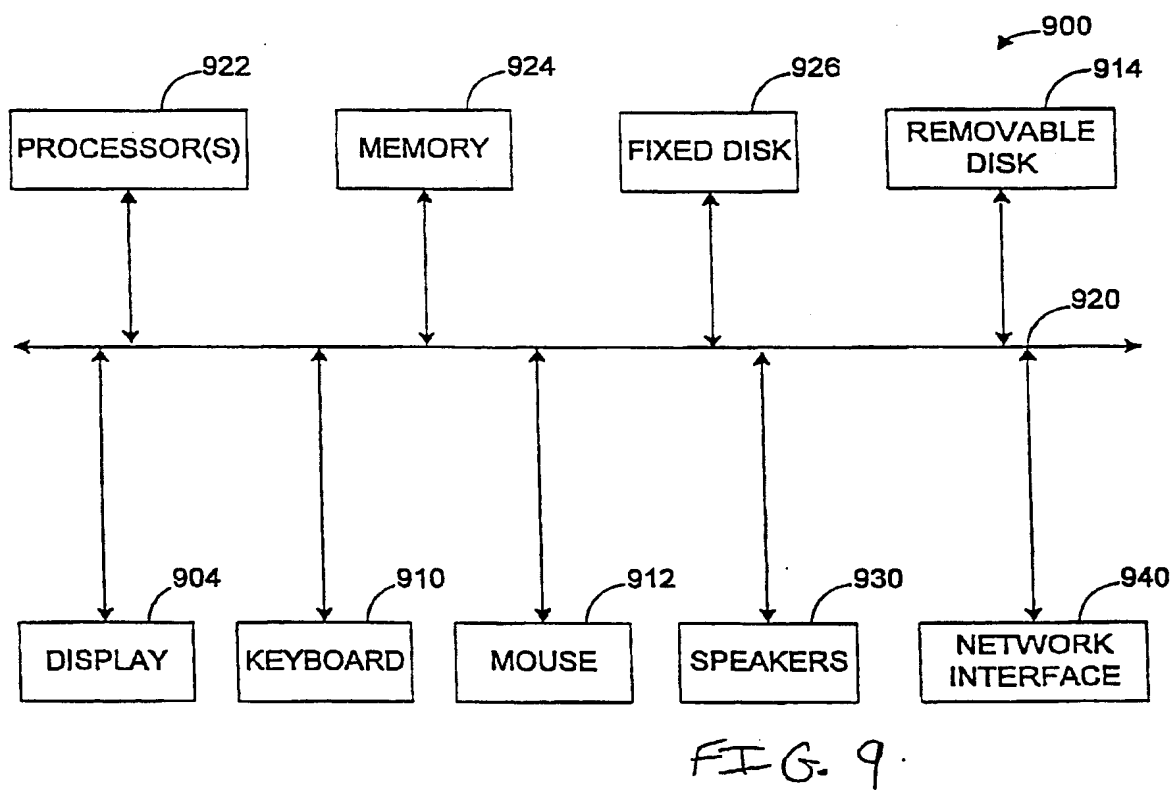 900
922
924
926
914
PROCESSOR(S)
MEMORY
FIXED DISK
REMOVABLE
DISK
920
904
910
912
930
940
DISPLAY
KEYBOARD
MOUSE
SPEAKERS
NETWORK
INTERFACE
FIG. 9.